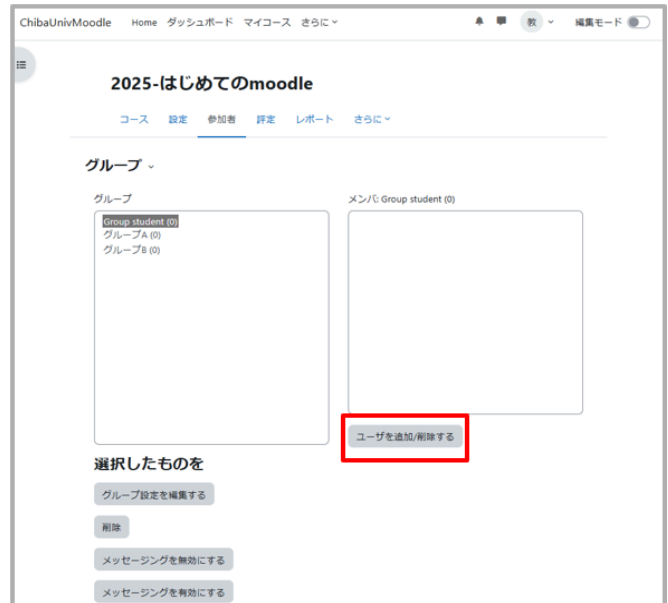 ChibaUnivMoodle Home ダッシュボード マイコース さらに 教 編集モード
2025-はじめてのmoodle
コース 設定 参加者 評定 レポート さらに
グループ
グループ メンバ: Group student (0)
Group student (0)
グループA (0)
グループB (0)
ユーザを追加/削除する
選択したものを
グループ設定を編集する
削除
メッセージングを無効にする
メッセージングを有効にする